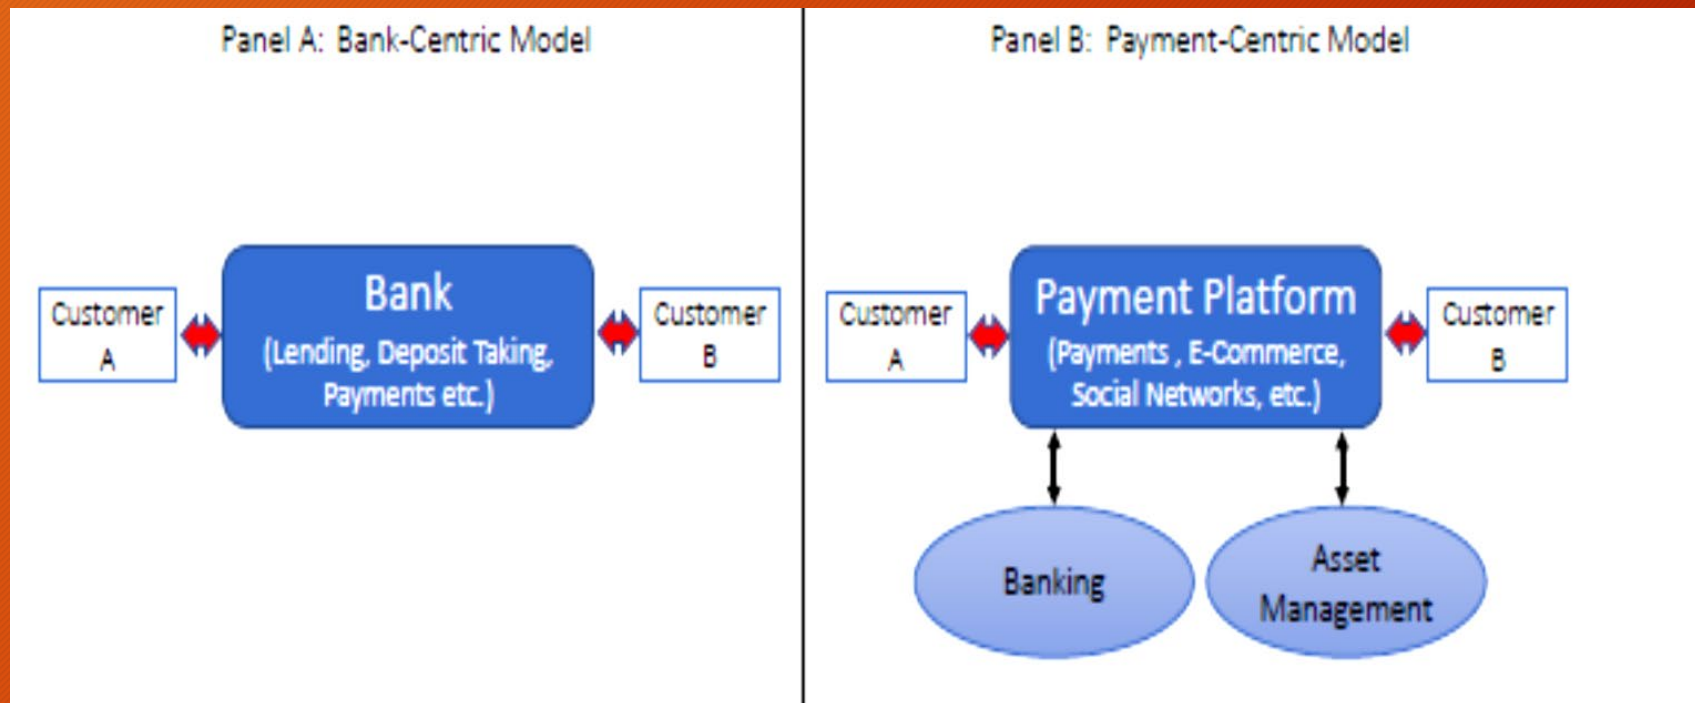 Panel A: Bank-Centric Model
Customer
A
Bank
(Lending, Deposit Taking,
Payments etc.)
Customer
B
Panel B: Payment-Centric Model
Customer
A
Payment Platform
(Payments , E-Commerce,
Social Networks, etc.)
Customer
B
Banking
Asset
Management